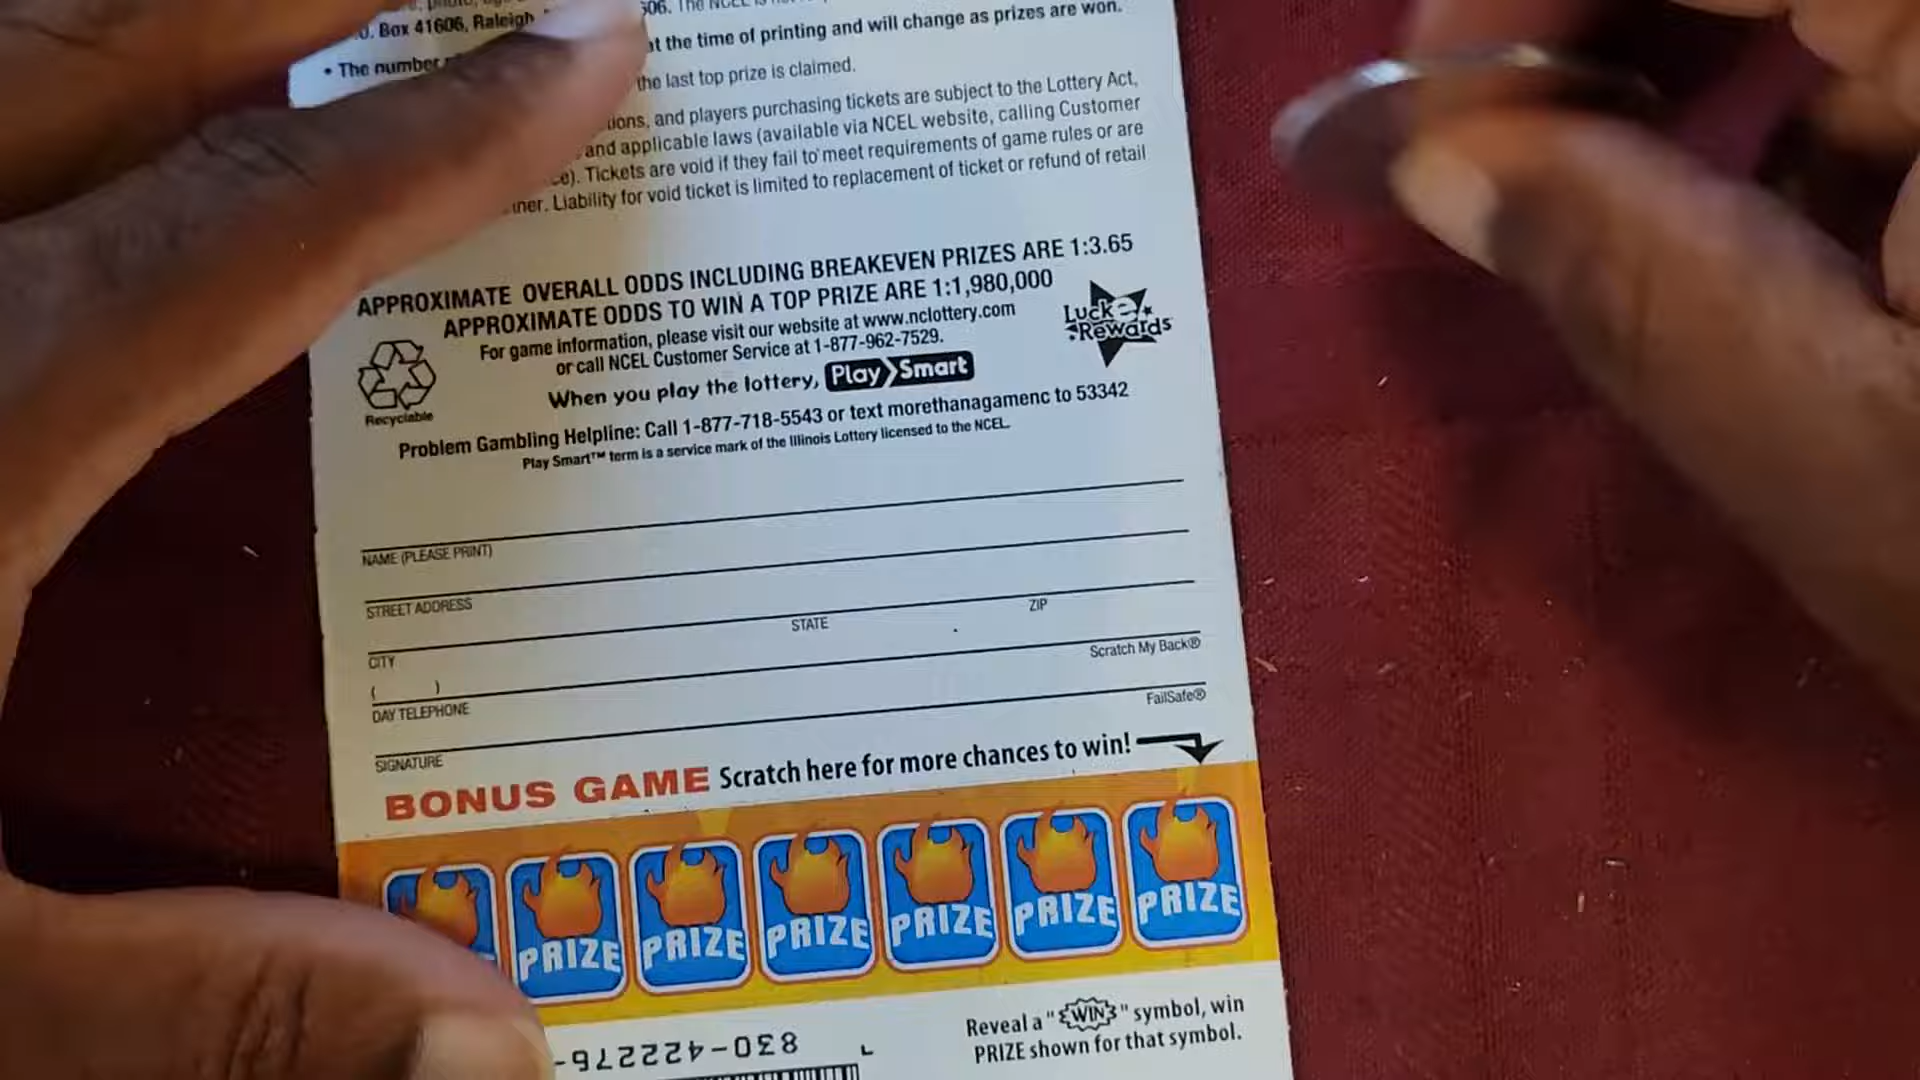 O. Box 41606, Raleigh
606. The NCEL is
at the time of printing and will change as prizes are won.
• The number
the last top prize is claimed.
and players purchasing tickets are subject to the Lottery Act,
and applicable laws (available via NCEL website, calling Customer
Tickets are void if they fail to meet requirements of game rules or are
Liability for void ticket is limited to replacement of ticket or refund of retail
APPROXIMATE OVERALL ODDS INCLUDING BREAKEVEN PRIZES ARE 1:3.65
APPROXIMATE ODDS TO WIN A TOP PRIZE ARE 1:1,980,000
For game information, please visit our website at www.nclottery.com
or call NCEL Customer Service at 1-877-962-7529.
Lucke
Rewards
When you play the lottery, Play Smart
Recyclable
Problem Gambling Helpline: Call 1-877-718-5543 or text morethanagamenc to 53342
Play Smart™ term is a service mark of the Illinois Lottery licensed to the NCEL.
NAME (PLEASE PRINT)
STREET ADDRESS
CITY STATE ZIP
Scratch My Back®
( )
DAY TELEPHONE
FailSafe®
SIGNATURE
BONUS GAME Scratch here for more chances to win!
PRIZE PRIZE PRIZE PRIZE PRIZE PRIZE
Reveal a "WIN" symbol, win
PRIZE shown for that symbol.
830-422276-